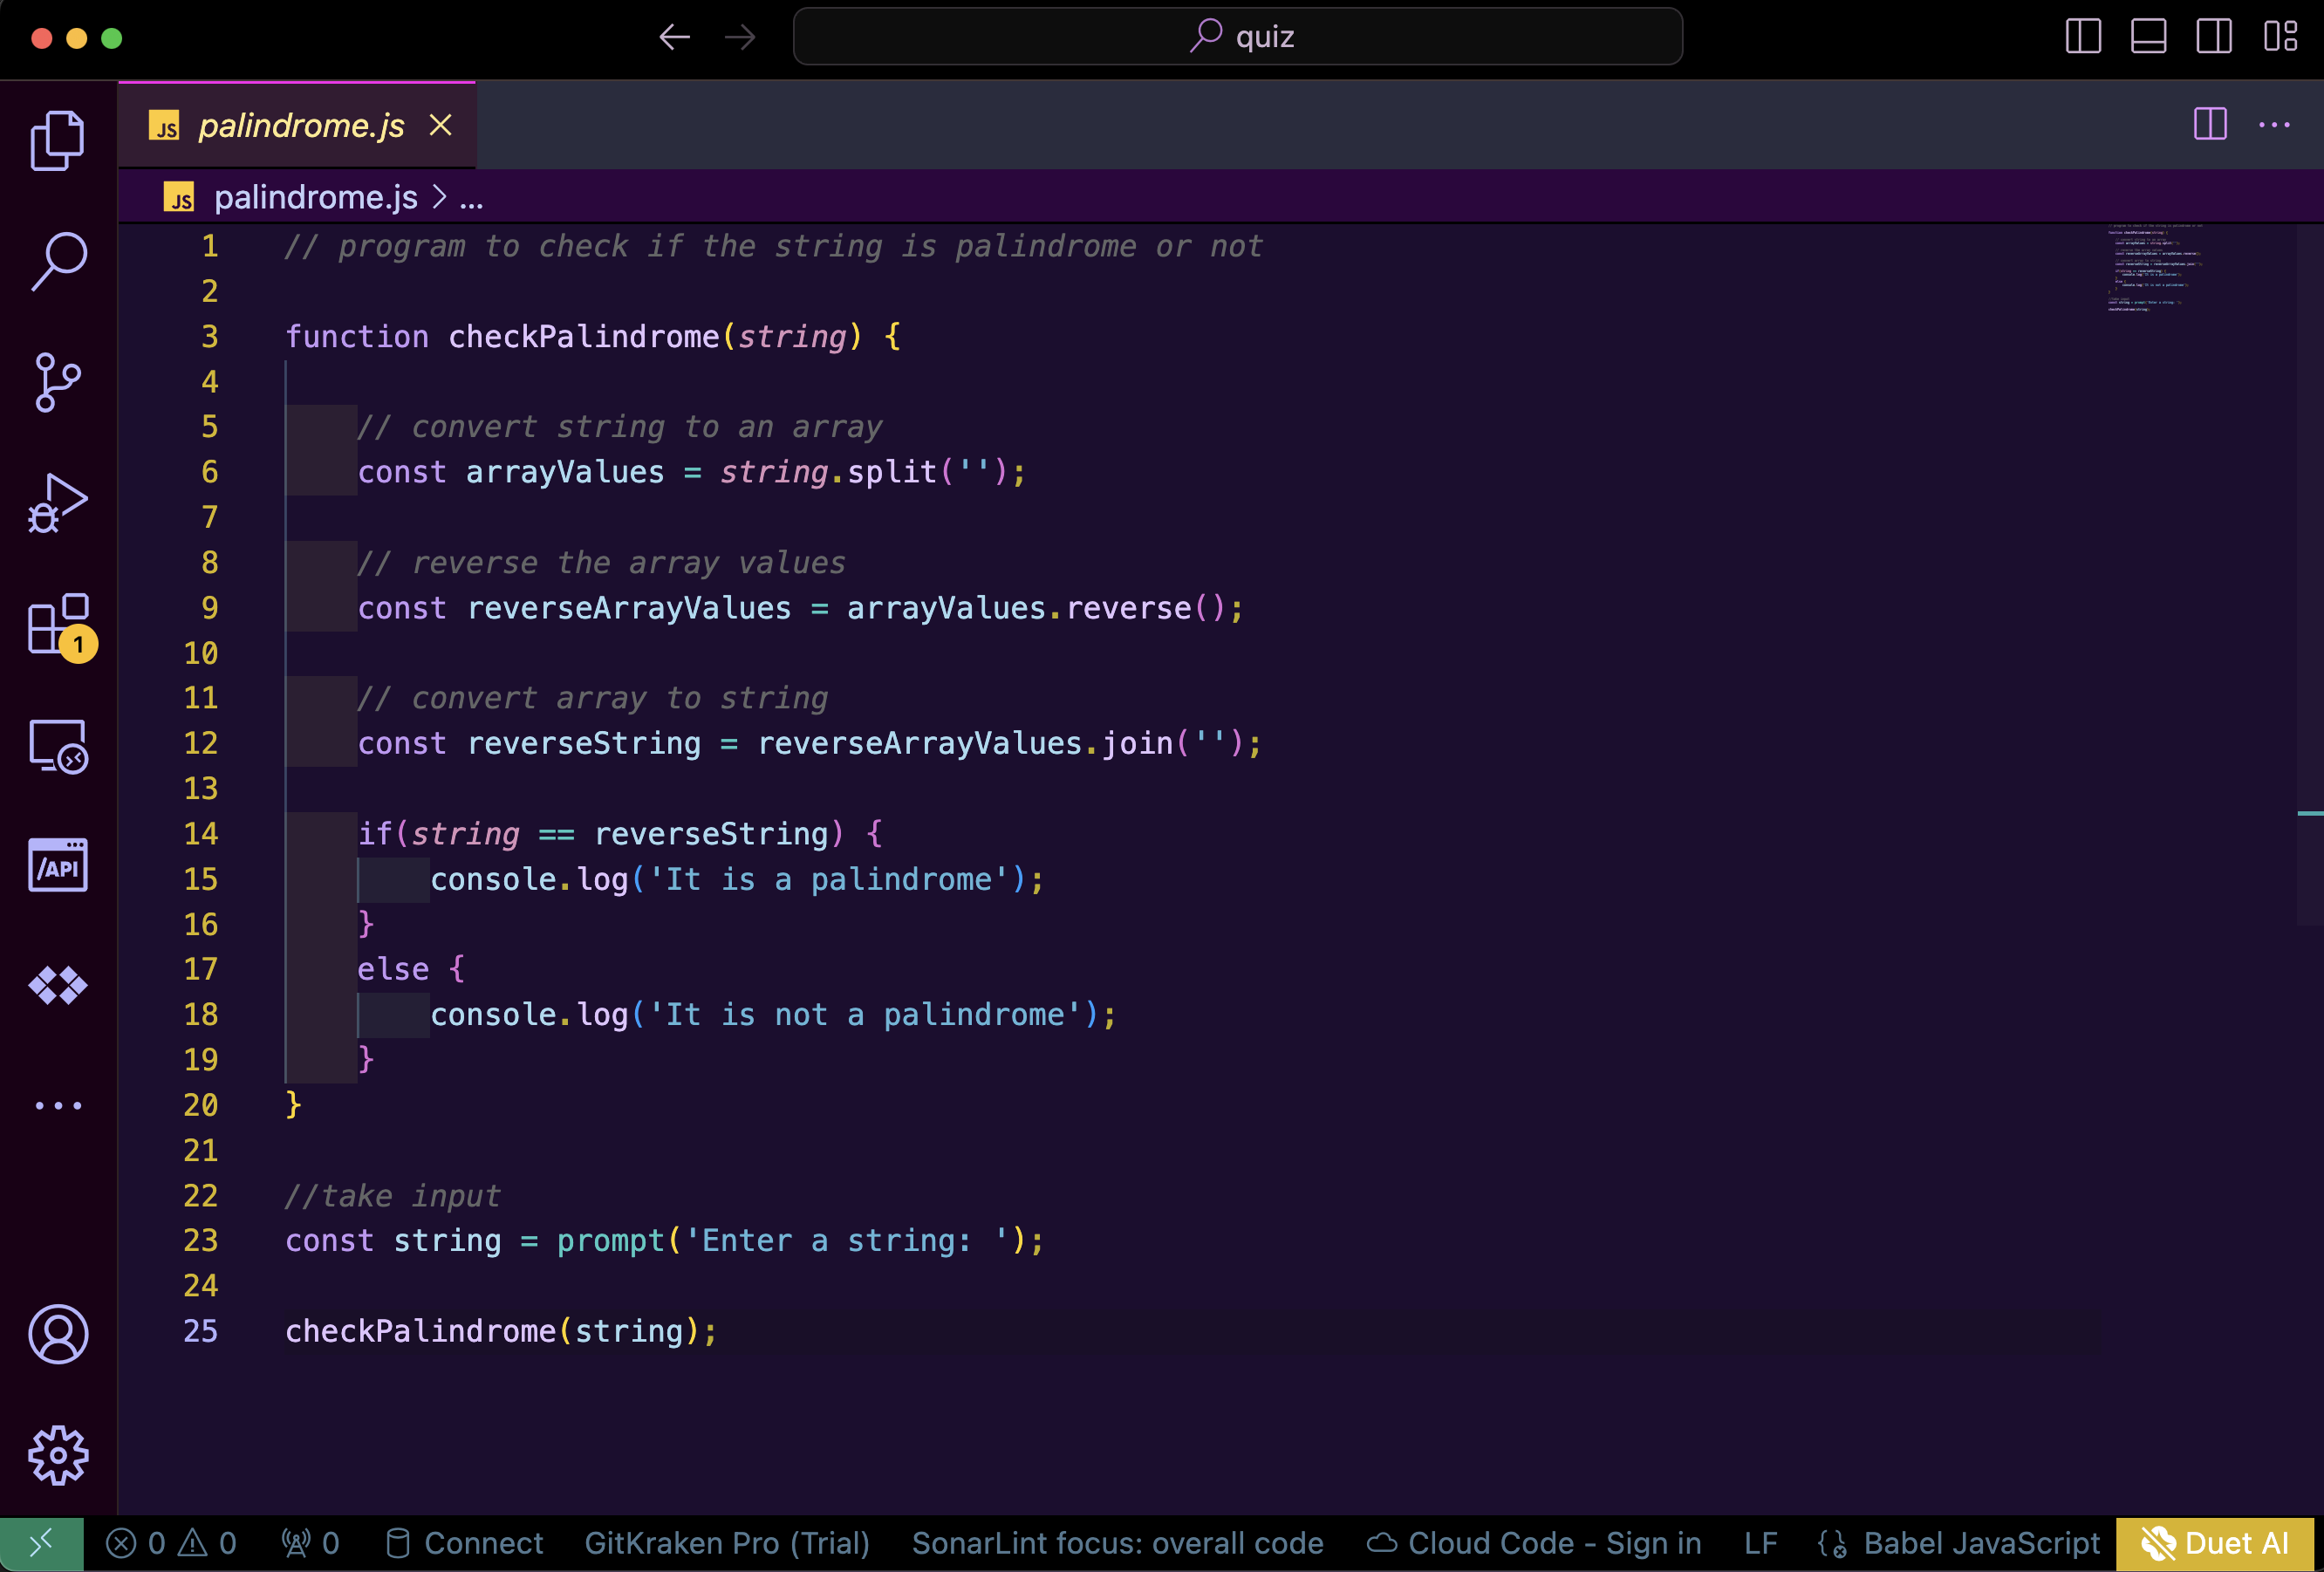 quiz
JS palindrome.js
JS palindrome.js > ...
1 // program to check if the string is palindrome or not
2
3 function checkPalindrome(string) {
4
5 // convert string to an array
6 const arrayValues = string.split('');
7
8 // reverse the array values
9 const reverseArrayValues = arrayValues.reverse();
10
11 // convert array to string
12 const reverseString = reverseArrayValues.join('');
13
14 if(string == reverseString) {
15 console.log('It is a palindrome');
16 }
17 else {
18 console.log('It is not a palindrome');
19 }
20 }
21
22 //take input
23 const string = prompt('Enter a string: ');
24
25 checkPalindrome(string);
1
/API
0 0 0 Connect GitKraken Pro (Trial) SonarLint focus: overall code Cloud Code - Sign in LF Babel JavaScript Duet AI